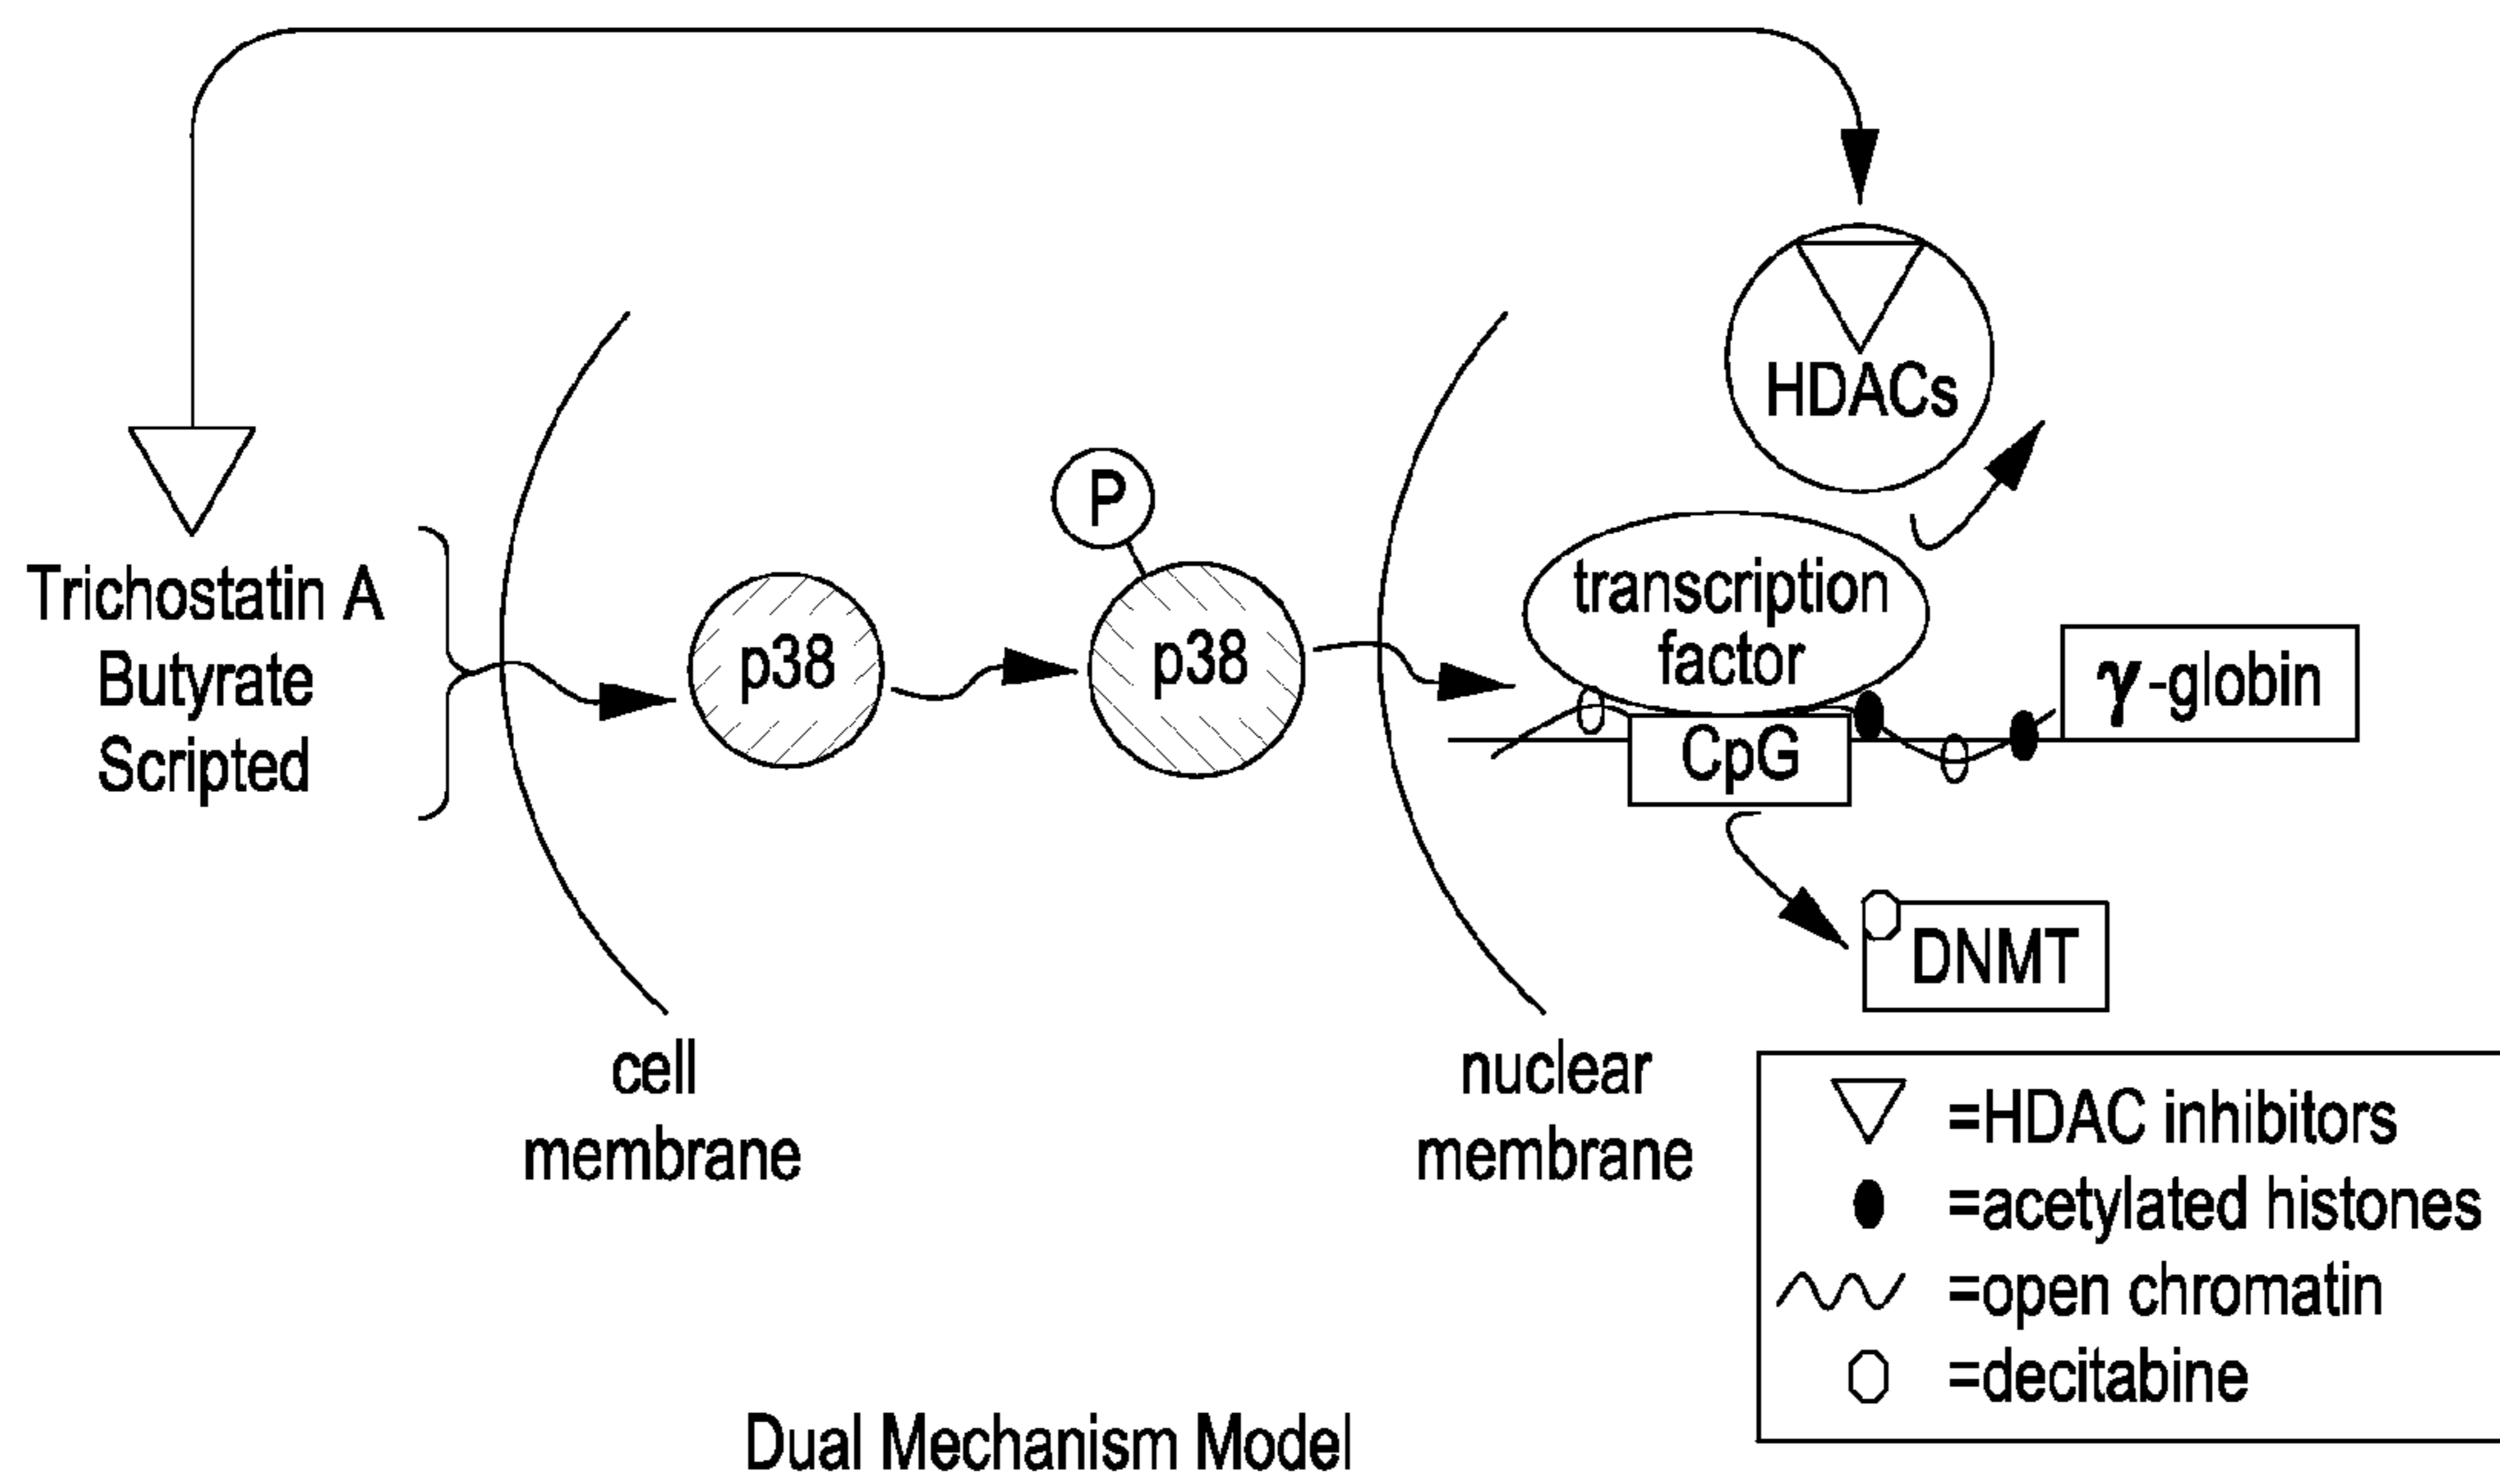 HDACs
P
Trichostatin A
Butyrate
Scripted
p38
p38
transcription
factor
γ-globin
CpG
DNMT
cell
membrane
nuclear
membrane
=HDAC inhibitors
=acetylated histones
=open chromatin
=decitabine
Dual Mechanism Model